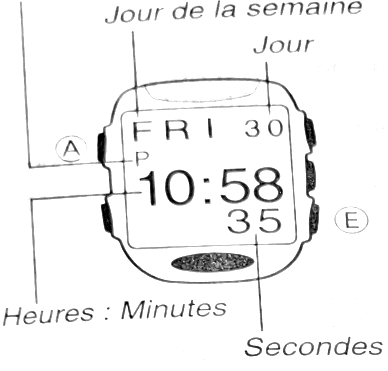 Jour de la semaine
Jour
FRI 30
A
P
10:58
35
E
Heures : Minutes
Secondes